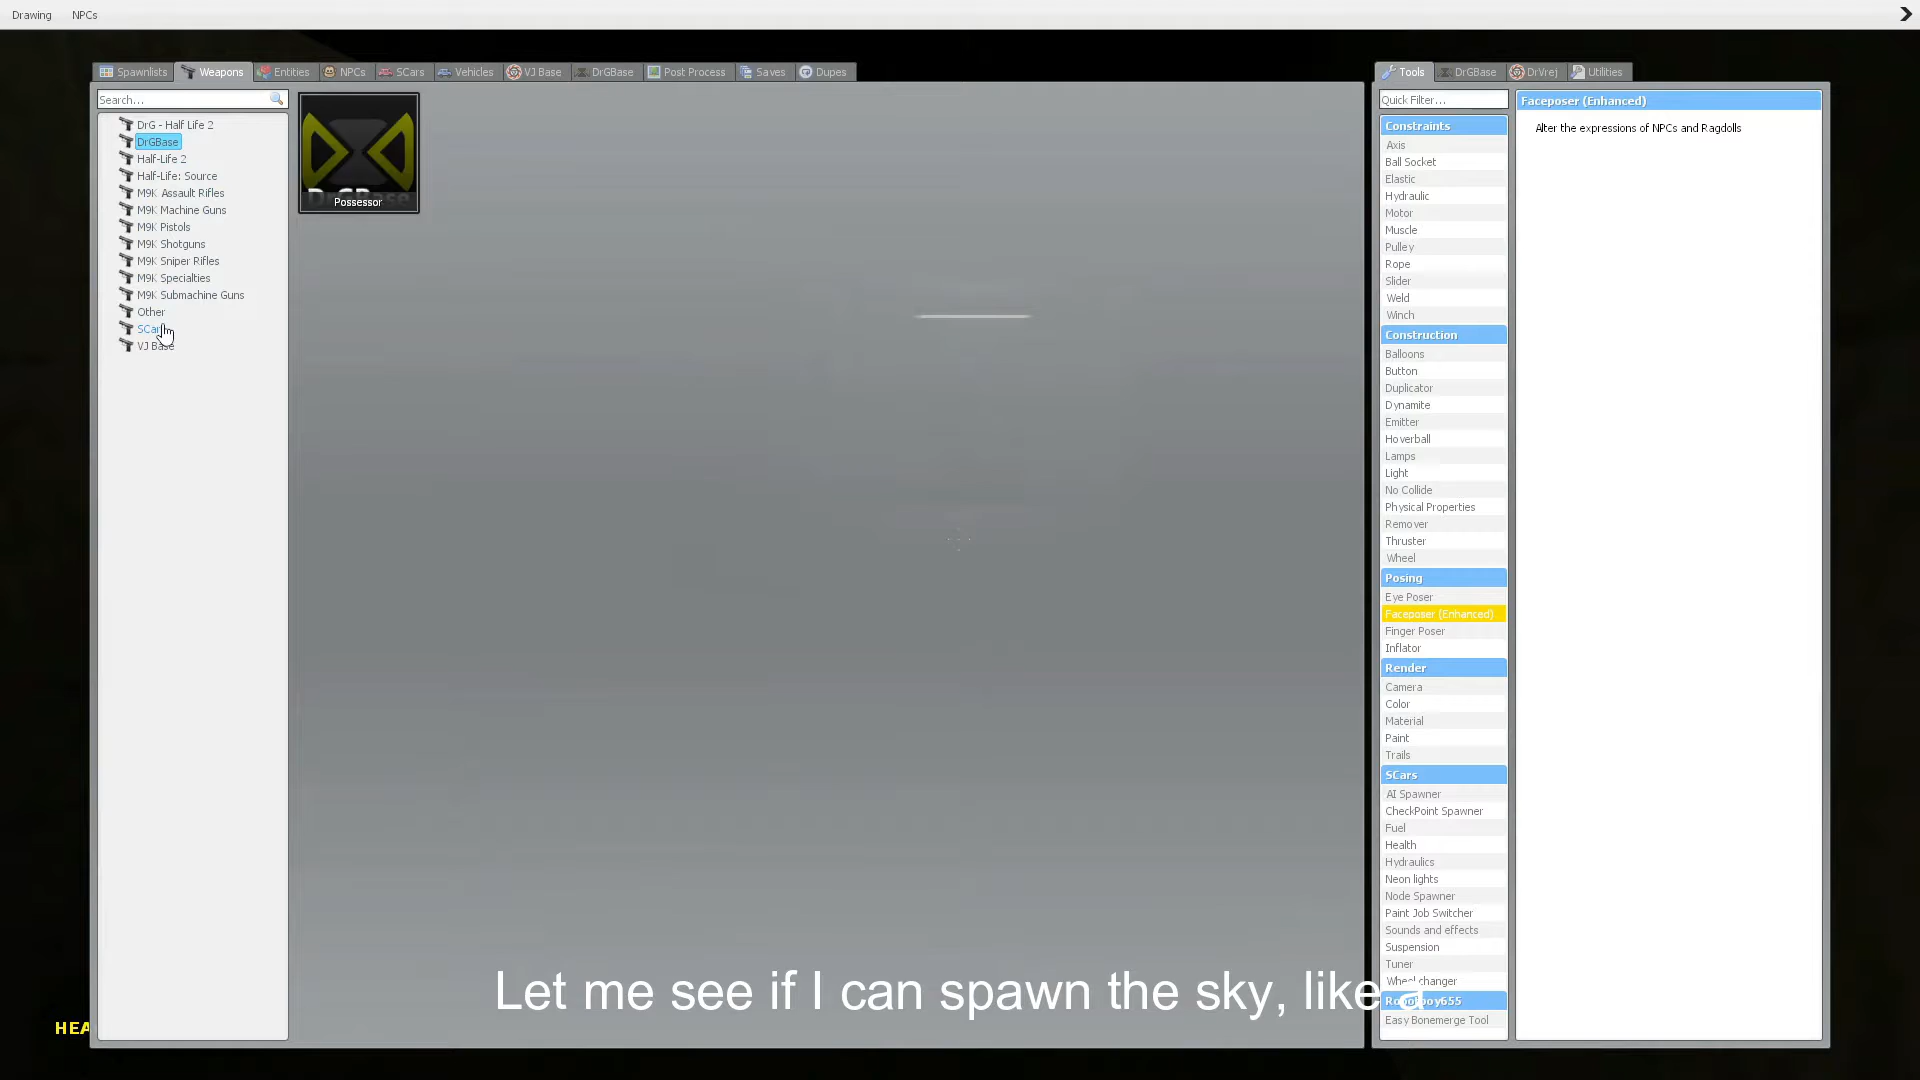 Drawing NPCs
Spawnlists Weapons Entities NPCs SCars Vehicles VJ Base DrGBase Post Process Saves Dupes
Search...
DrG - Half Life 2
DrGBase
Half-Life 2
Half-Life: Source
M9K Assault Rifles
M9K Machine Guns
M9K Pistols
M9K Shotguns
M9K Sniper Rifles
M9K Specialties
M9K Submachine Guns
Other
VJ Base
Possessor
Tools DrGBase DrVrej Utilities
Quick Filter...
Constraints
Axis
Ball Socket
Elastic
Hydraulic
Motor
Muscle
Pulley
Rope
Slider
Weld
Winch
Construction
Balloons
Button
Duplicator
Dynamite
Emitter
Hoverball
Lamps
Light
No Collide
Physical Properties
Remover
Thruster
Wheel
Posing
Eye Poser
Faceposer (Enhanced)
Finger Poser
Inflator
Render
Camera
Color
Material
Paint
Trails
SCars
AI Spawner
CheckPoint Spawner
Fuel
Health
Hydraulics
Neon lights
Node Spawner
Paint Job Switcher
Sounds and effects
Suspension
Tuner
Wheel changer
Easy Bonemerge Tool
Faceposer (Enhanced)
Alter the expressions of NPCs and Ragdolls
Let me see if I can spawn the sky, like a
HEA